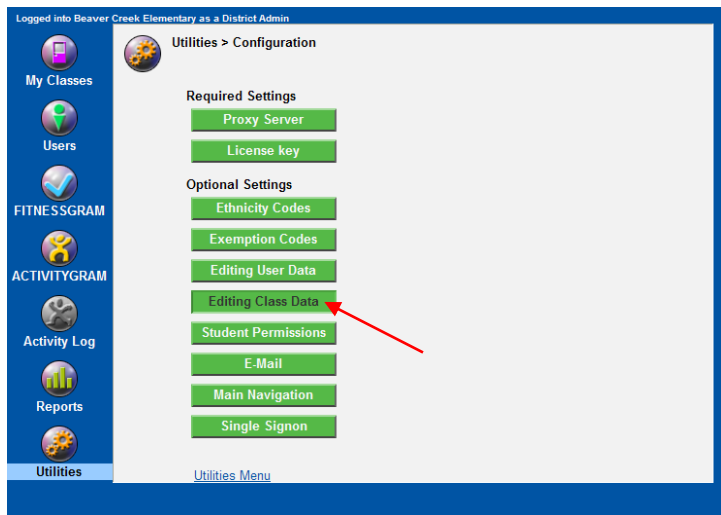 Logged into Beaver Creek Elementary as a District Admin
My Classes
Users
FITNESSGRAM
ACTIVITYGRAM
Activity Log
Reports
Utilities
Utilities > Configuration
Required Settings
Proxy Server
License key
Optional Settings
Ethnicity Codes
Exemption Codes
Editing User Data
Editing Class Data
Student Permissions
E-Mail
Main Navigation
Single Signon
Utilities Menu